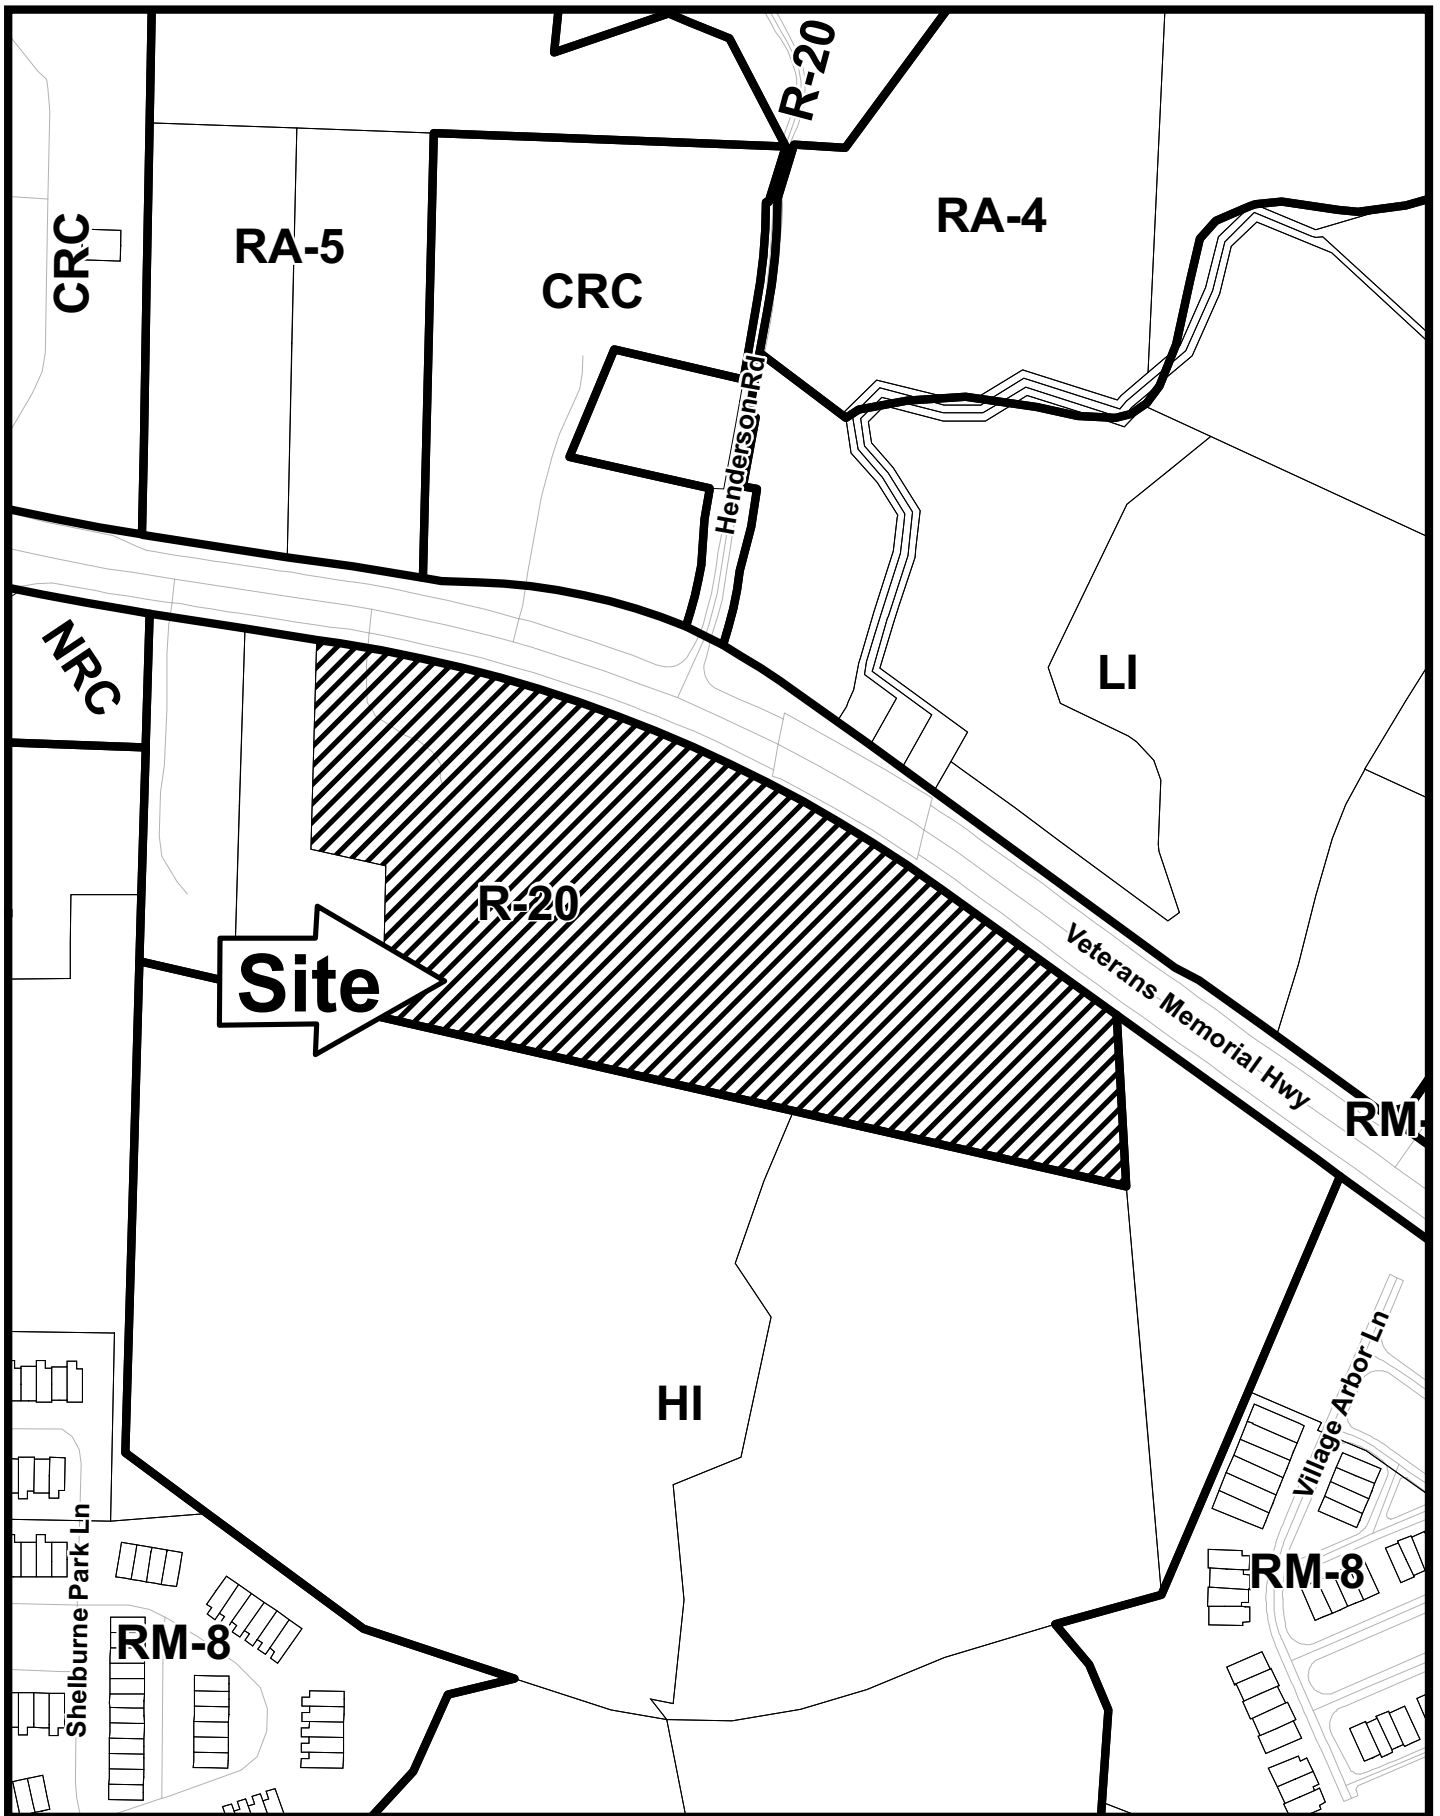 R-20
RA-4
CRC
RA-5
CRC
Henderson Rd
NRC
LI
R-20
Site
Veterans Memorial Hwy
RM-
Village Arbor Ln
HI
RM-8
Shelburne Park Ln
RM-8